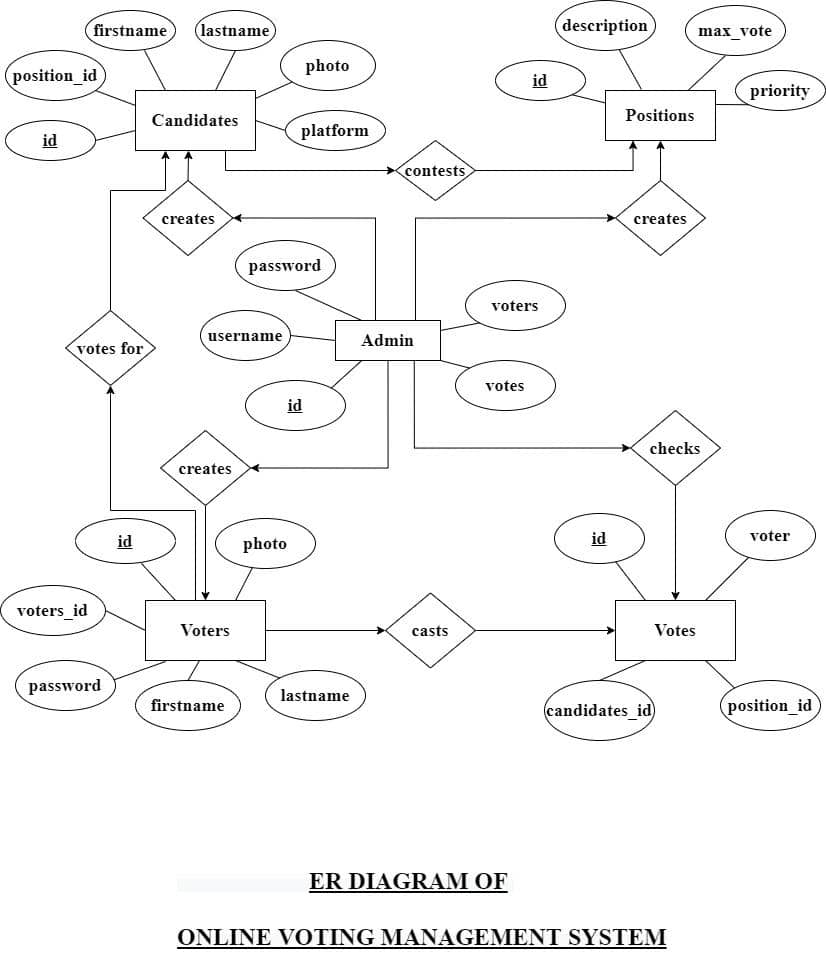 firstname
lastname
description
max_vote
position_id
photo
id
priority
Candidates
Positions
id
platform
contests
creates
creates
password
voters
username
Admin
votes for
votes
id
checks
creates
id
photo
id
voter
voters_id
Voters
casts
Votes
password
firstname
lastname
candidates_id
position_id
ER DIAGRAM OF
ONLINE VOTING MANAGEMENT SYSTEM